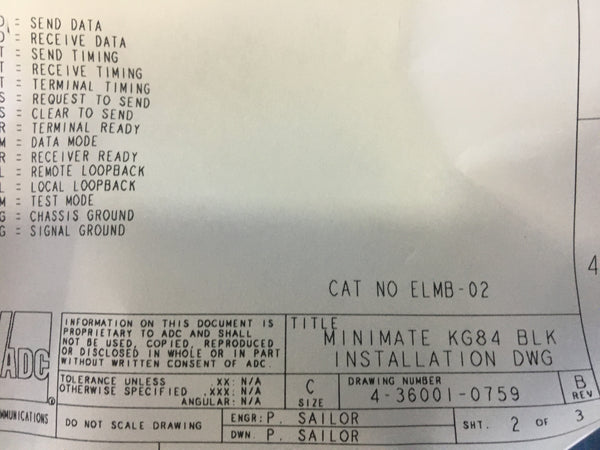 D = SEND DATA
D = RECEIVE DATA
T = SEND TIMING
T = RECEIVE TIMING
T = TERMINAL TIMING
S = REQUEST TO SEND
S = CLEAR TO SEND
R = TERMINAL READY
M = DATA MODE
R = RECEIVER READY
L = REMOTE LOOPBACK
L = LOCAL LOOPBACK
M = TEST MODE
G = CHASSIS GROUND
G = SIGNAL GROUND
4
CAT NO ELMB-02
ADC
®
MMUNICATIONS
INFORMATION ON THIS DOCUMENT IS
PROPRIETARY TO ADC AND SHALL
NOT BE USED, COPIED, REPRODUCED
OR DISCLOSED IN WHOLE OR IN PART
WITHOUT WRITTEN CONSENT OF ADC.
TITLE
MINIMATE KG84 BLK
INSTALLATION DWG
TOLERANCE UNLESS .XX: N/A
OTHERWISE SPECIFIED .XXX: N/A
ANGULAR: N/A
C
SIZE
DRAWING NUMBER
4-36001-0759
B
REV
DO NOT SCALE DRAWING
ENGR: P. SAILOR
DWN. P. SAILOR
SHT. 2 OF 3